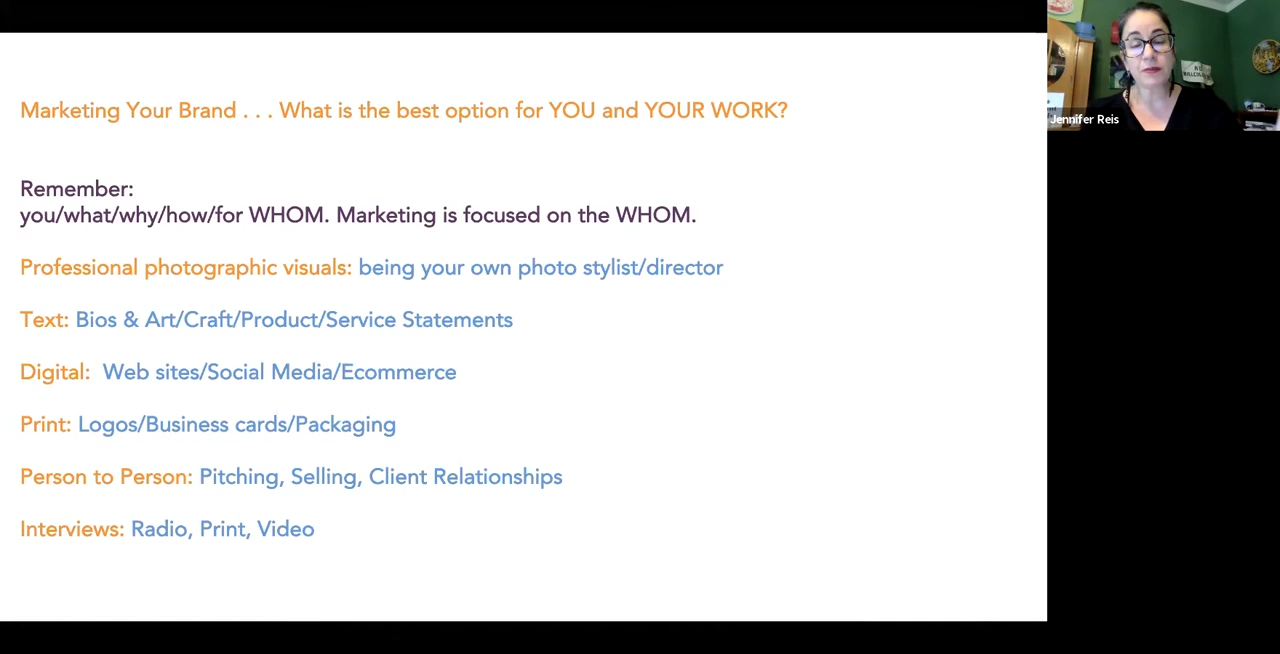 Marketing Your Brand . . . What is the best option for YOU and YOUR WORK?
Remember:
you/what/why/how/for WHOM. Marketing is focused on the WHOM.
Professional photographic visuals: being your own photo stylist/director
Text: Bios & Art/Craft/Product/Service Statements
Digital:  Web sites/Social Media/Ecommerce
Print: Logos/Business cards/Packaging
Person to Person: Pitching, Selling, Client Relationships
Interviews: Radio, Print, Video
Jennifer Reis